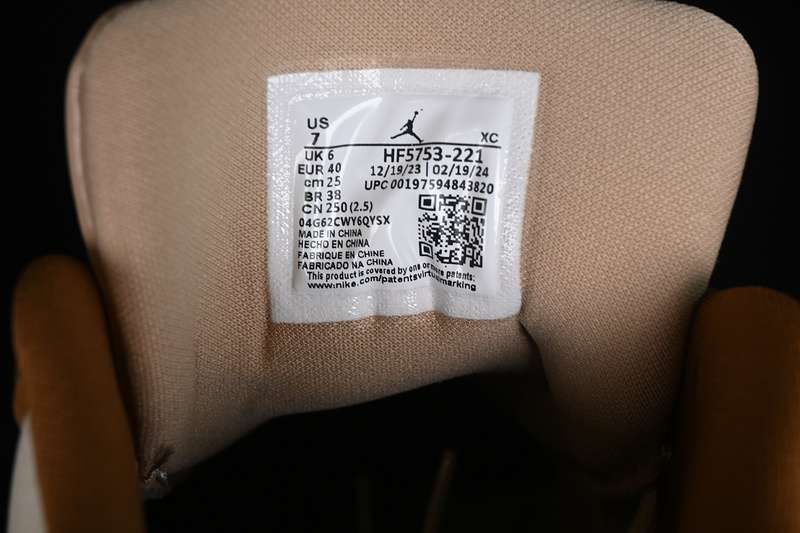 US
7 XC
UK 6 HF5753-221
EUR 40 12/19/23 | 02/19/24
cm 25 UPC 00197594843820
BR 38
CN 250 (2.5)
04G62CWY6QYSX
MADE IN CHINA
HECHO EN CHINA
FABRIQUE EN CHINE
FABRICADO NA CHINA
This product is covered by one or more patents:
www.nike.com/patentsvirtualmarking